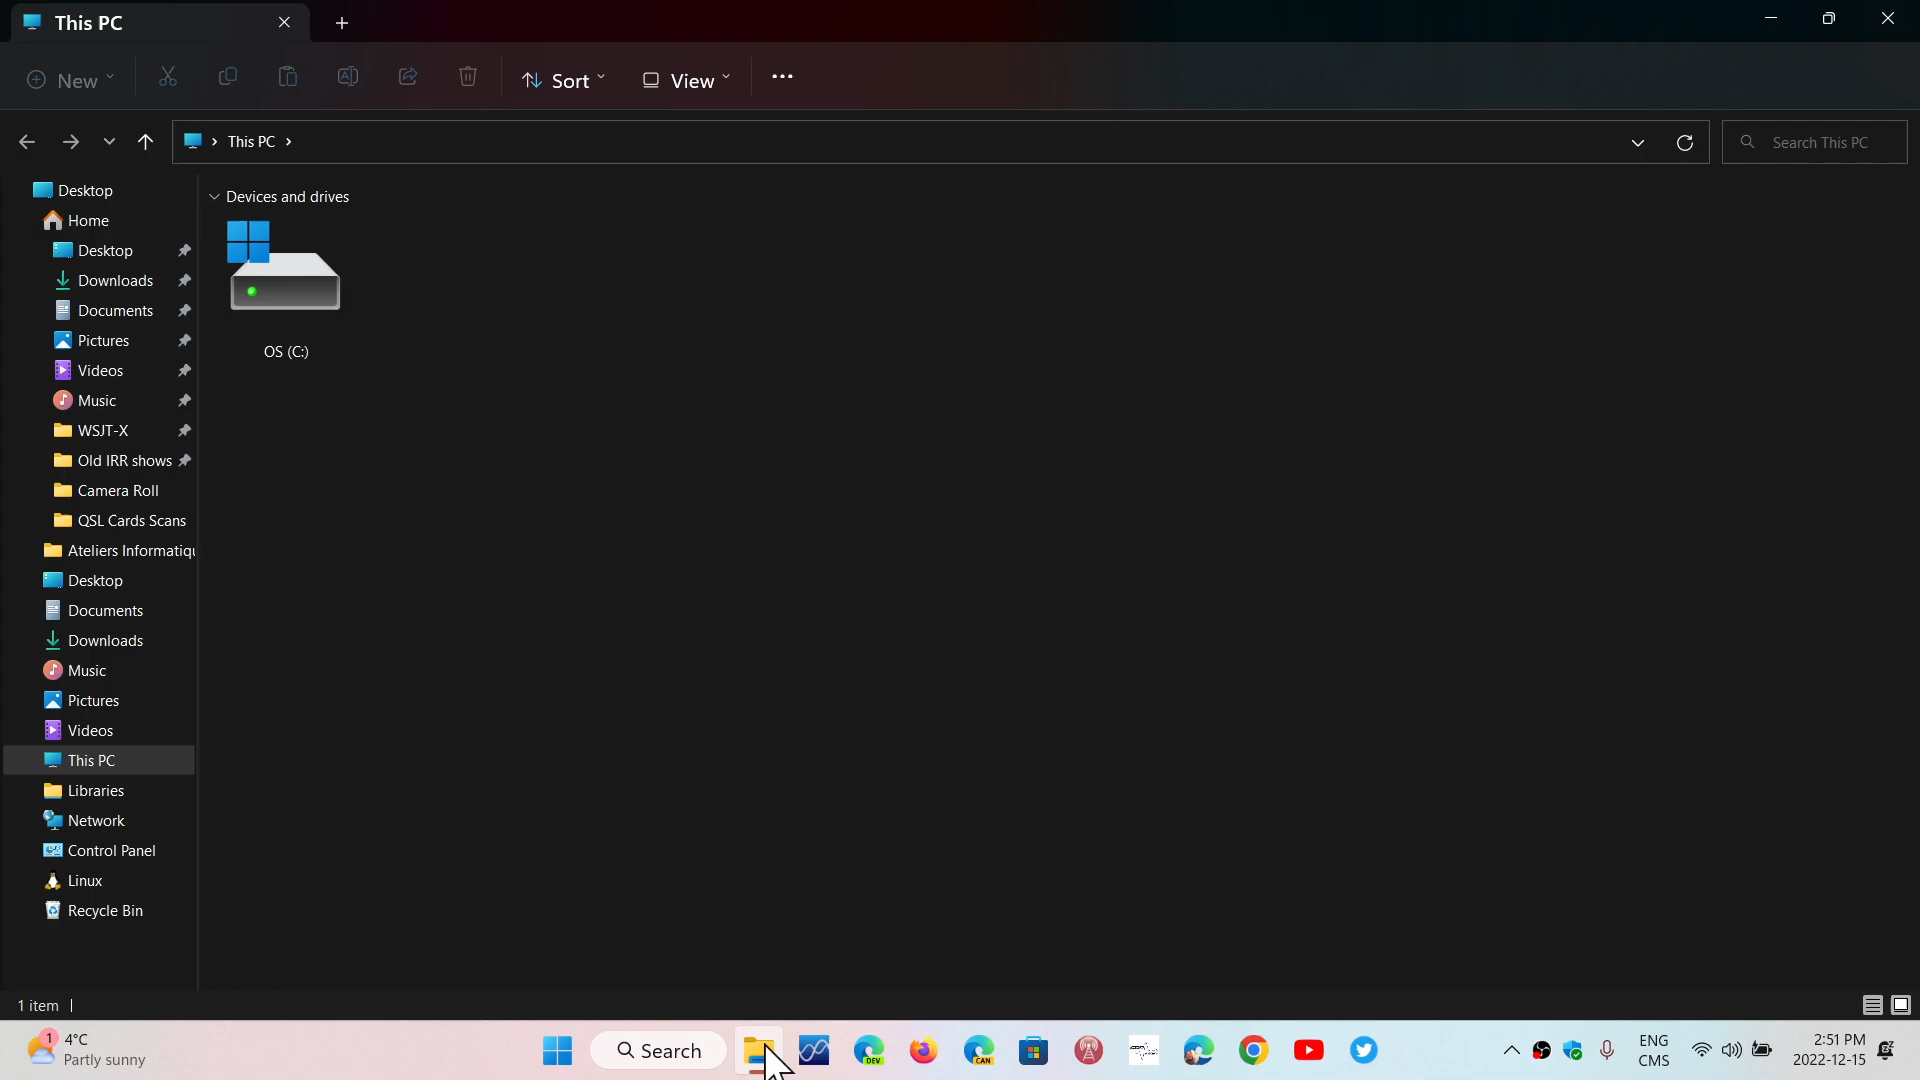 This PC
New
Sort
View
This PC
Search This PC
Desktop
Home
Desktop
Downloads
Documents
Pictures
Videos
Music
WSJT-X
Old IRR shows
Camera Roll
QSL Cards Scans
Ateliers Informatiqu
Desktop
Documents
Downloads
Music
Pictures
Videos
This PC
Libraries
Network
Control Panel
Linux
Recycle Bin
Devices and drives
OS (C:)
1 item
1
4°C
Partly sunny
Search
DEV
CAN
ENG
CMS
2:51 PM
2022-12-15